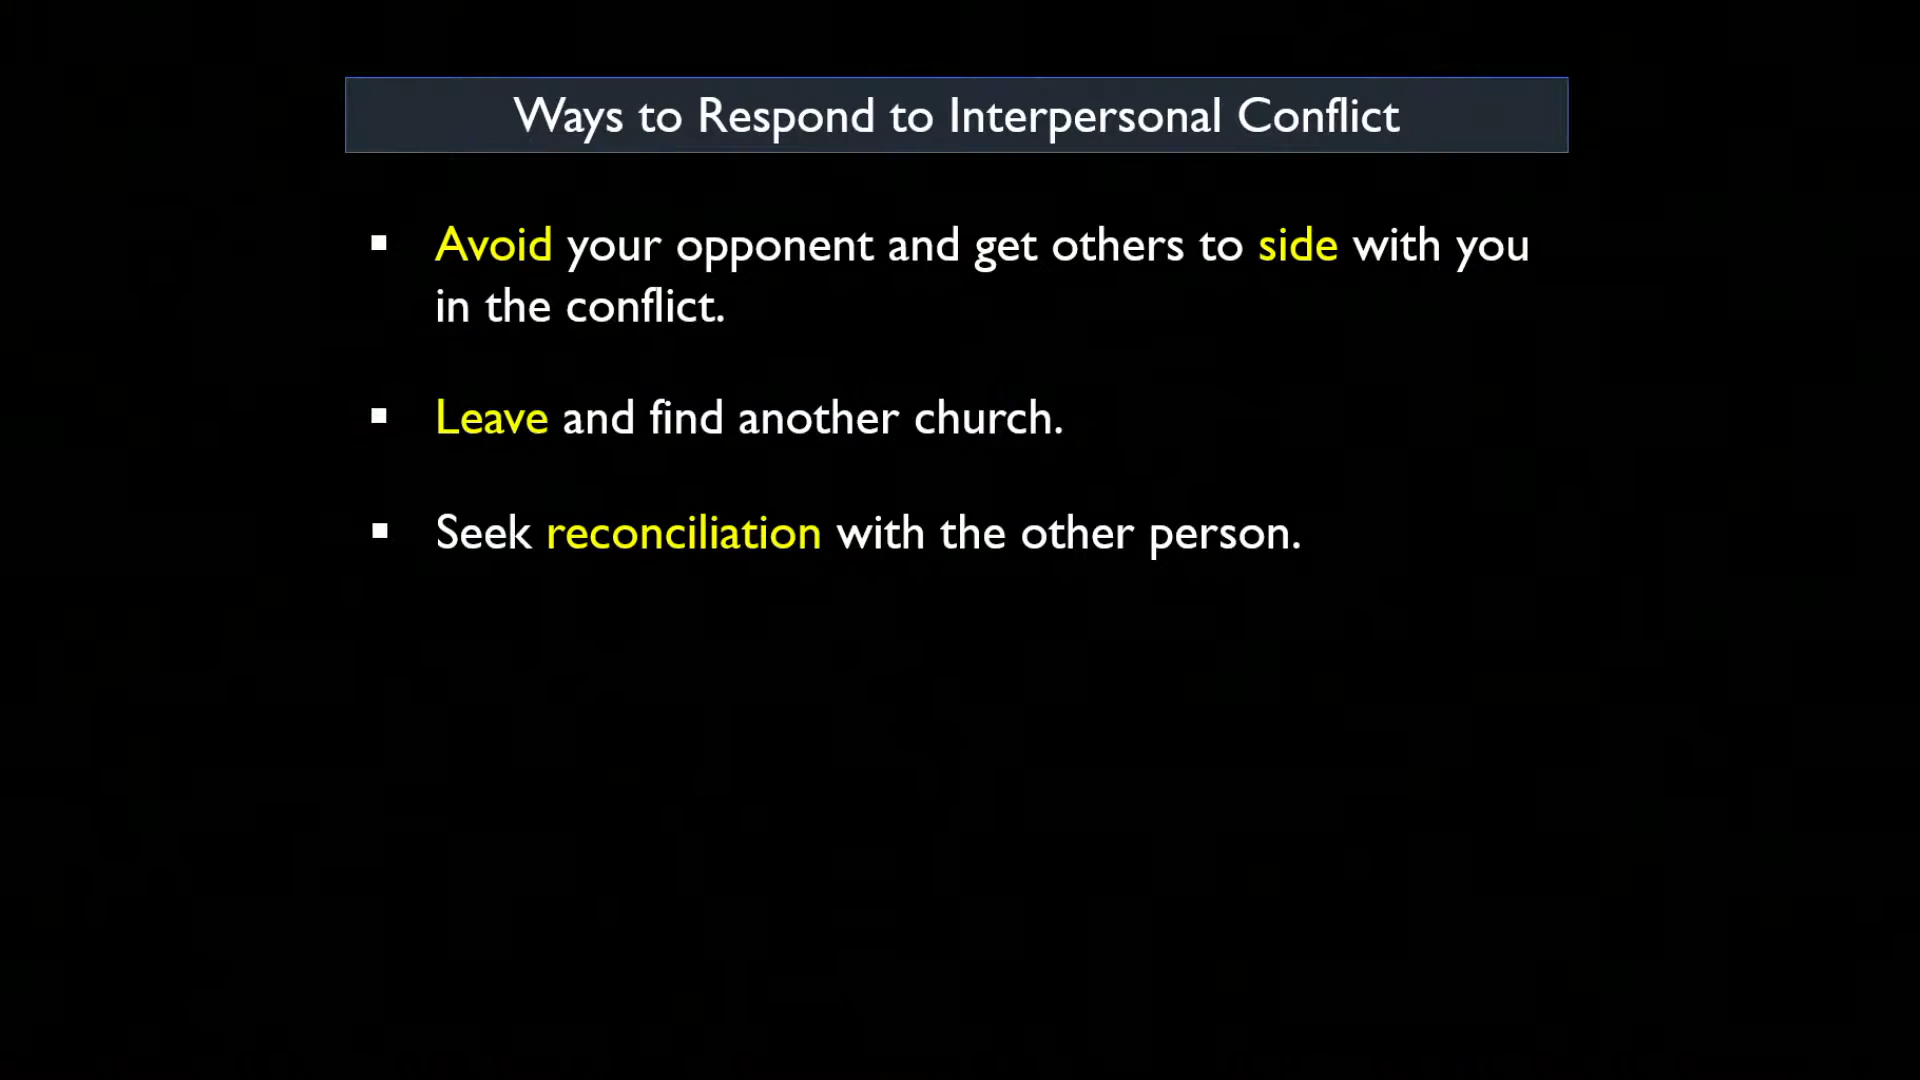 Ways to Respond to Interpersonal Conflict
▪ Avoid your opponent and get others to side with you
in the conflict.
▪ Leave and find another church.
▪ Seek reconciliation with the other person.